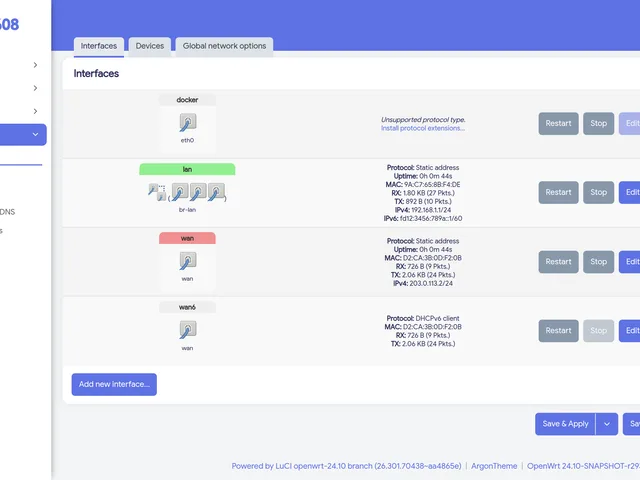 608
DNS
s
Interfaces
Devices
Global network options
Interfaces
docker
eth0
Unsupported protocol type.
Install protocol extensions...
Restart
Stop
Edit
lan
br-lan
Protocol: Static address
Uptime: 0h 0m 44s
MAC: 9A:C7:65:8B:F4:DE
RX: 1.80 KB (27 Pkts.)
TX: 892 B (10 Pkts.)
IPv4: 192.168.1.1/24
IPv6: fd12:3456:789a::1/60
Restart
Stop
Edit
wan
wan
Protocol: Static address
Uptime: 0h 0m 44s
MAC: D2:CA:3B:0D:F2:0B
RX: 726 B (9 Pkts.)
TX: 2.06 KB (24 Pkts.)
IPv4: 203.0.113.2/24
Restart
Stop
Edit
wan6
wan
Protocol: DHCPv6 client
MAC: D2:CA:3B:0D:F2:0B
RX: 726 B (9 Pkts.)
TX: 2.06 KB (24 Pkts.)
Restart
Stop
Edit
Add new interface...
Save & Apply
Sav
Powered by LuCI openwrt-24.10 branch (26.301.70438~aa4865e) | ArgonTheme | OpenWrt 24.10-SNAPSHOT-r29